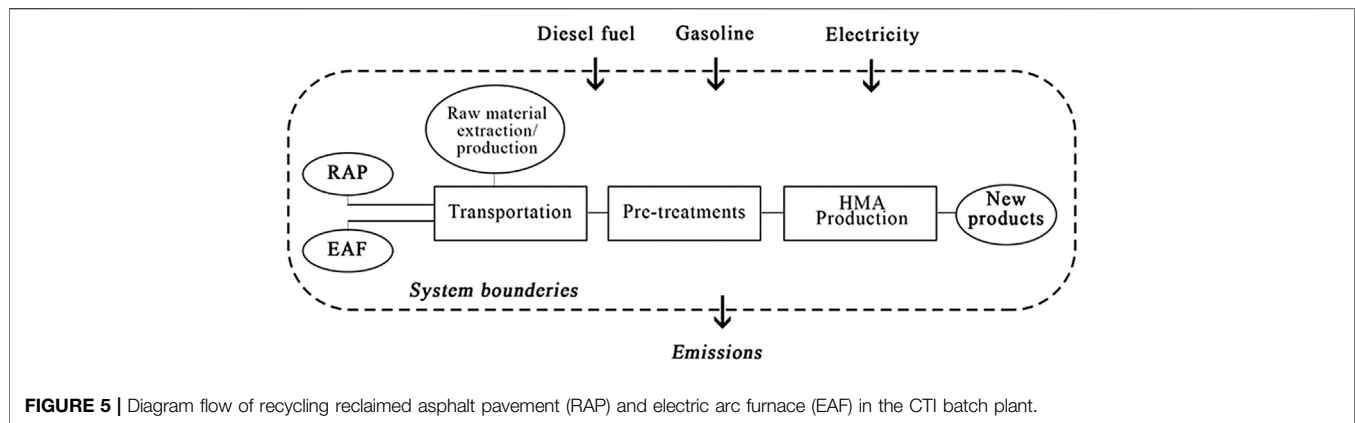 Diesel fuel Gasoline Electricity
Raw material
extraction/
production
RAP
EAF
Transportation
Pre-treatments
HMA
Production
New
products
System bounderies
Emissions
FIGURE 5 | Diagram flow of recycling reclaimed asphalt pavement (RAP) and electric arc furnace (EAF) in the CTI batch plant.